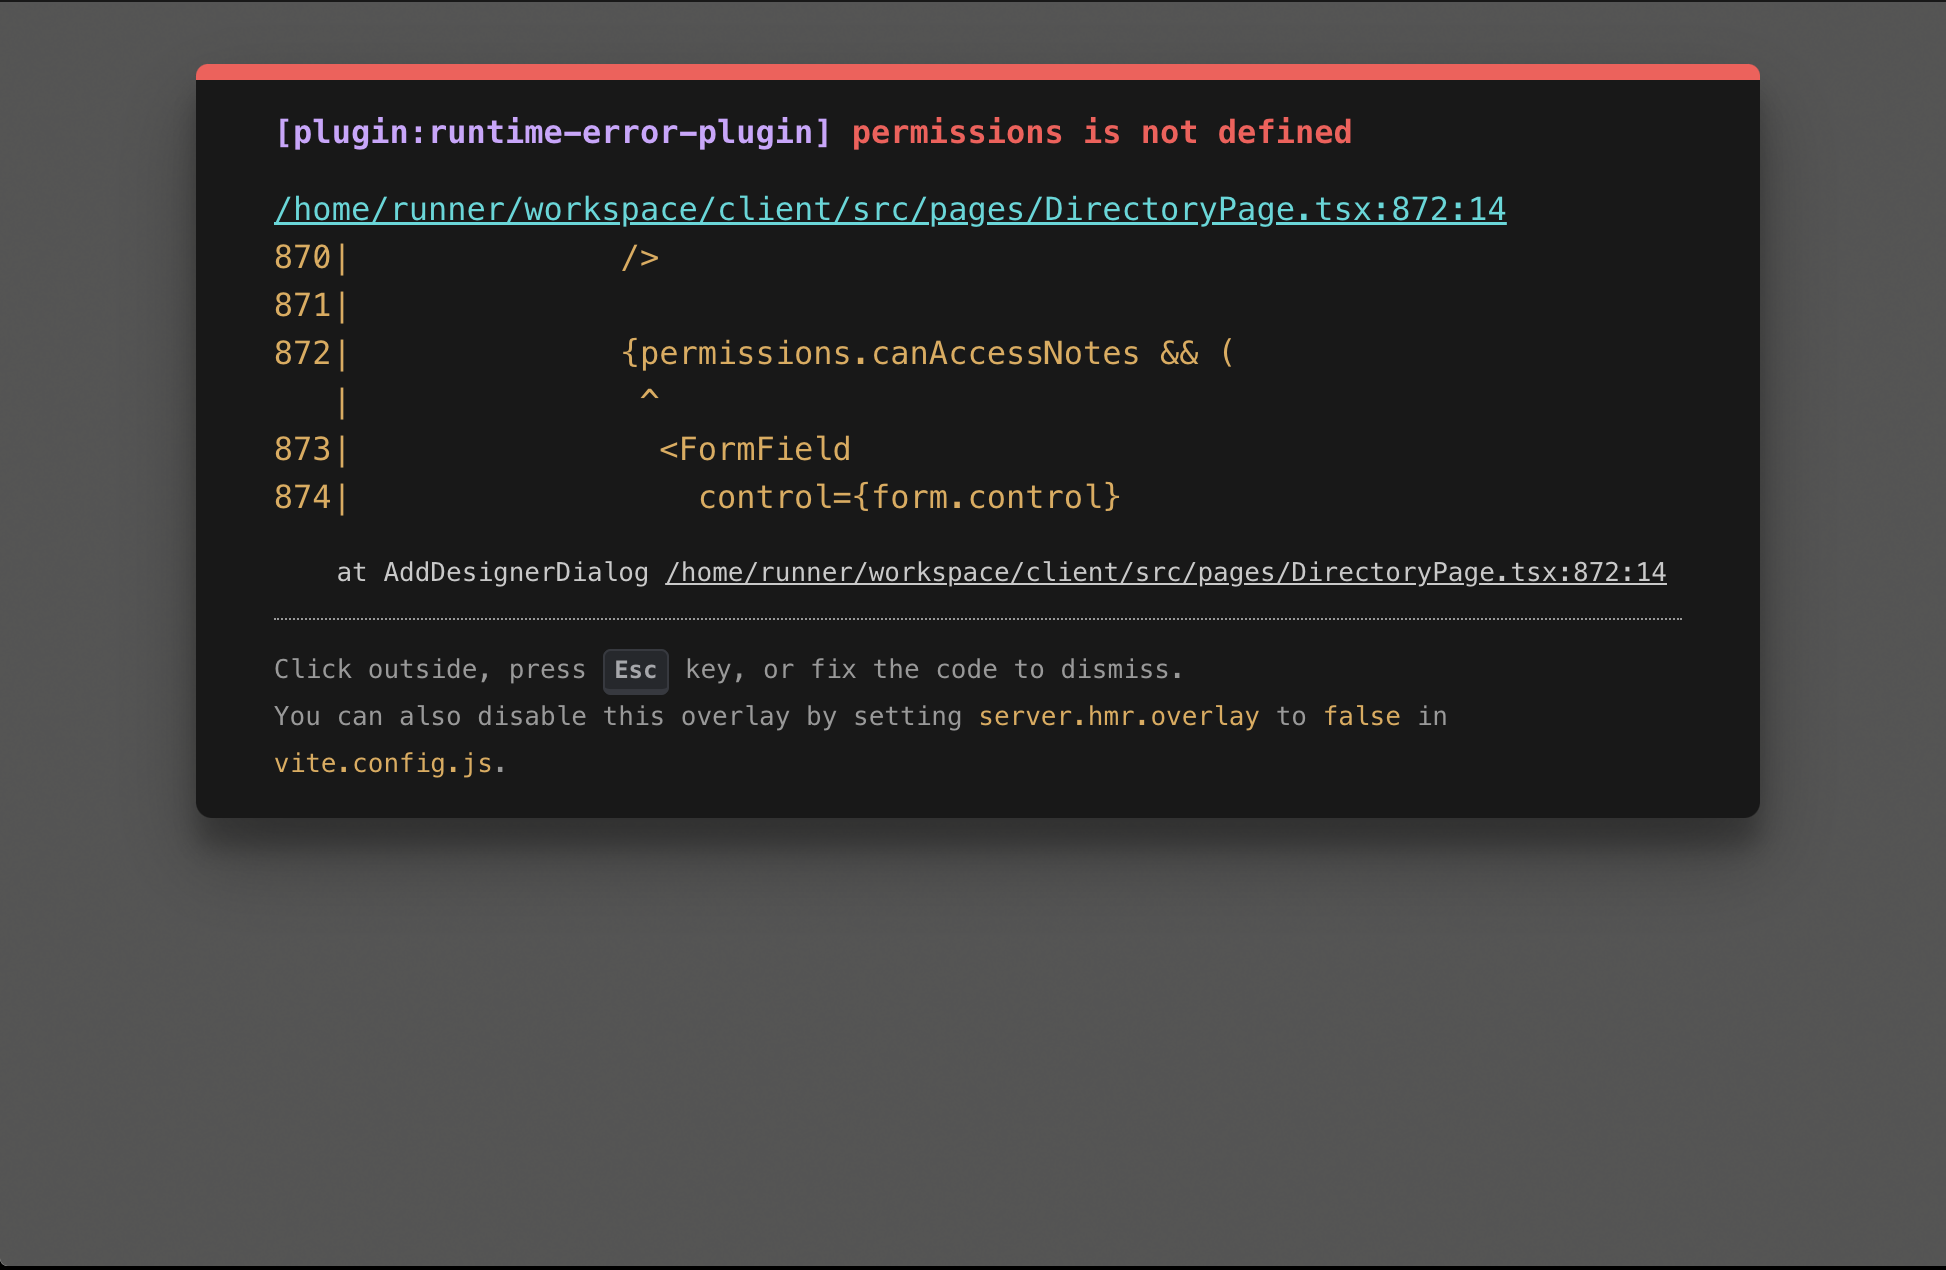 [plugin:runtime-error-plugin] permissions is not defined
/home/runner/workspace/client/src/pages/DirectoryPage.tsx:872:14
870|              />
871|
872|              {permissions.canAccessNotes && (
   |               ^
873|                <FormField
874|                  control={form.control}
    at AddDesignerDialog /home/runner/workspace/client/src/pages/DirectoryPage.tsx:872:14
Click outside, press Esc key, or fix the code to dismiss.
You can also disable this overlay by setting server.hmr.overlay to false in
vite.config.js.